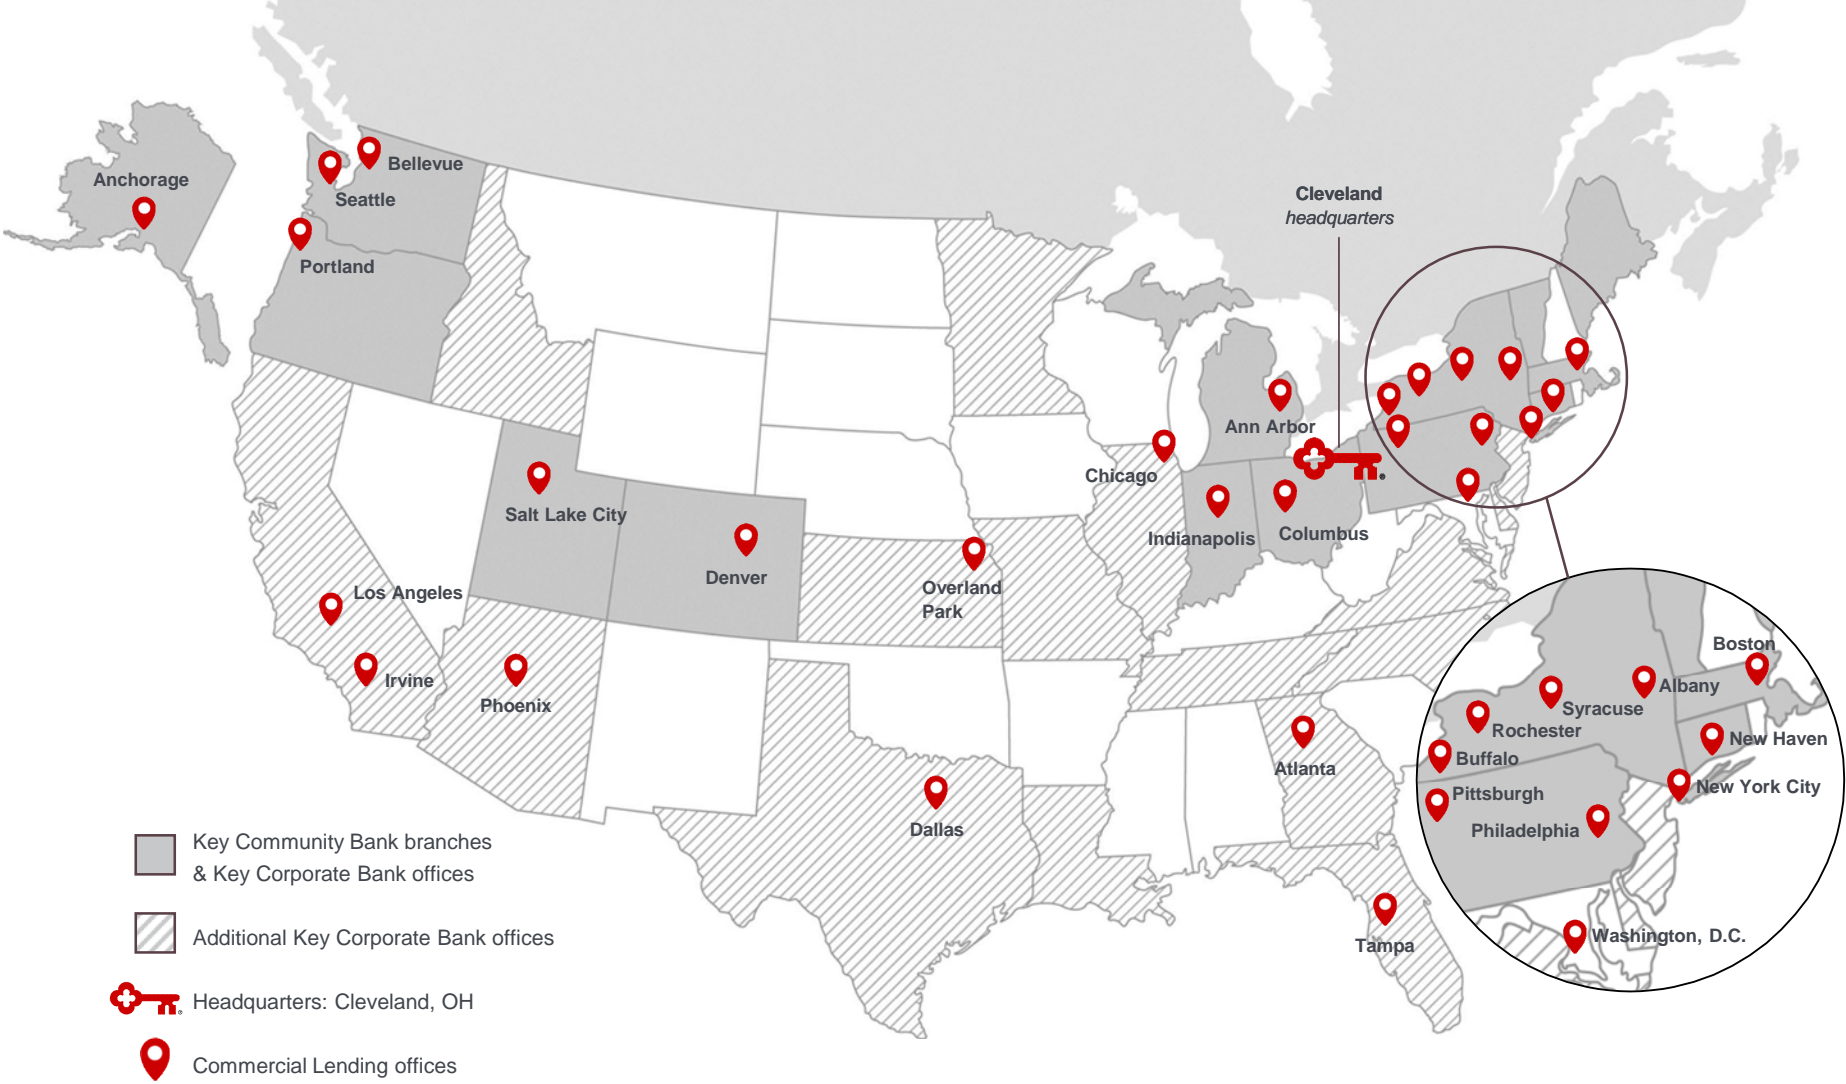 Anchorage
Bellevue
Seattle
Portland
Cleveland
headquarters
Ann Arbor
Chicago
Salt Lake City
Indianapolis
Columbus
Denver
Overland
Park
Los Angeles
Irvine
Phoenix
Atlanta
Dallas
Tampa
Boston
Albany
Syracuse
Rochester
New Haven
Buffalo
New York City
Pittsburgh
Philadelphia
Washington, D.C.
Key Community Bank branches
& Key Corporate Bank offices
Additional Key Corporate Bank offices
Headquarters: Cleveland, OH
Commercial Lending offices